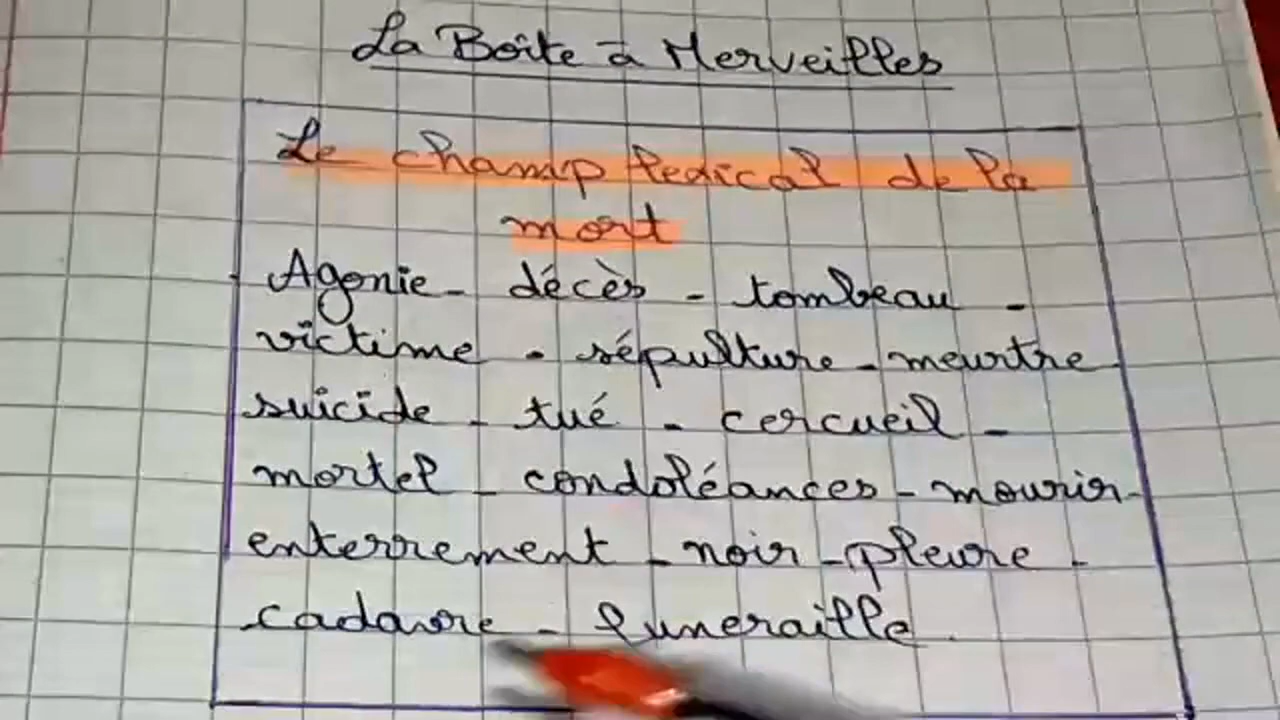 La Boîte à Merveilles
Le champ lexical de la
mort
Agonie - décès - tombeau -
victime - sépulture - meurtre
suicide - tué - cercueil -
mortel - condoléances - mourir -
enterrement - noir - pleure -
cadavre - funeraille.